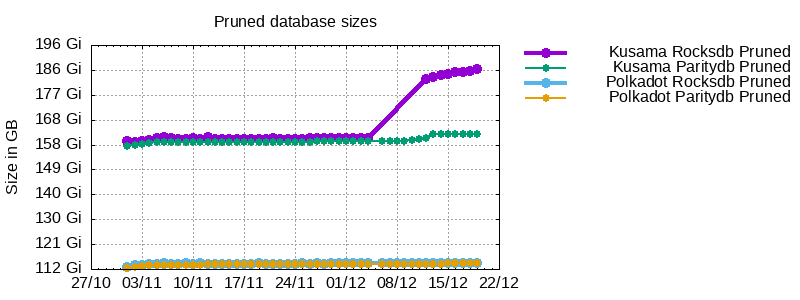 Pruned database sizes
196 Gi
186 Gi
177 Gi
168 Gi
158 Gi
149 Gi
140 Gi
130 Gi
121 Gi
112 Gi
Size in GB
27/10 03/11 10/11 17/11 24/11 01/12 08/12 15/12 22/12
Kusama Rocksdb Pruned
Kusama Paritydb Pruned
Polkadot Rocksdb Pruned
Polkadot Paritydb Pruned